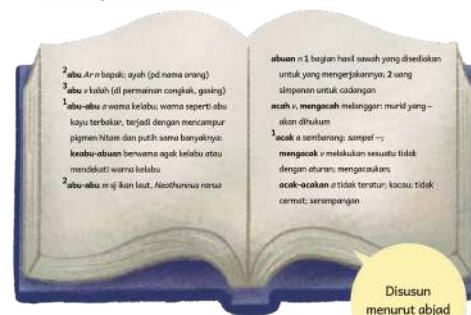 ²abu Ar n bapak; ayah (pd nama orang)
³abu v kalah (di permainan congkak, gasing)
¹abu-abu a warna kelabu; warna seperti abu
kayu terbakar, terjadi dengan mencampur
pigmen hitam dan putih sama banyaknya;
keabu-abuan berwarna agak kelabu atau
mendekati warna kelabu
²abu-abu m sj ikan laut, Neothunnus rarus
abuan n 1 bagian hasil sawah yang disediakan
untuk yang mengerjakannya; 2 uang
simpanan untuk cadangan
acah v, mengacah melanggar: murid yang –
akan dihukum
¹acak a sembarang; sampel --;
mengacak v melakukan sesuatu tidak
dengan aturan; mengacaukan;
acak-acakan a tidak teratur; kacau; tidak
cermat; serampangan
Disusun
menurut abjad